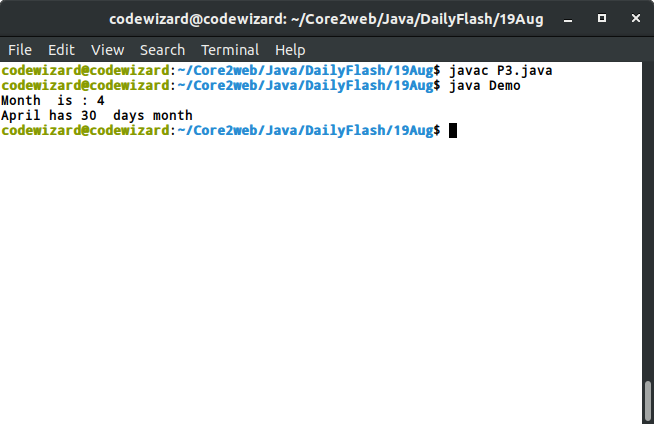 codewizard@codewizard: ~/Core2web/Java/DailyFlash/19Aug
File Edit View Search Terminal Help
codewizard@codewizard:~/Core2web/Java/DailyFlash/19Aug$ javac P3.java
codewizard@codewizard:~/Core2web/Java/DailyFlash/19Aug$ java Demo
Month  is : 4
April has 30  days month
codewizard@codewizard:~/Core2web/Java/DailyFlash/19Aug$